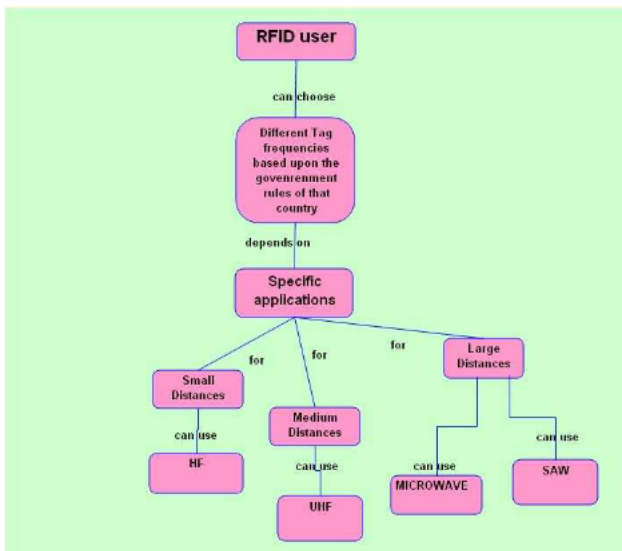 RFID user
can choose
Different Tag
frequencies
based upon the
govenrenment
rules of that
country
depends on
Specific
applications
for
for
for
Small
Distances
Medium
Distances
Large
Distances
can use
can use
can use
can use
HF
UHF
MICROWAVE
SAW